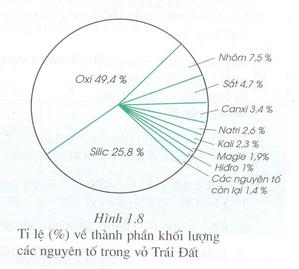 Oxi 49,4 %
Nhôm 7,5 %
Sắt 4,7 %
Canxi 3,4 %
Natri 2.6 %
Kali 2,3 %
Magie 1,9%
Hiđro 1%
Các nguyên tố
còn lại 1,4 %
Silic 25,8 %
Hình 1.8
Tỉ lệ (%) về thành phần khối lượng
các nguyên tố trong vỏ Trái Đất